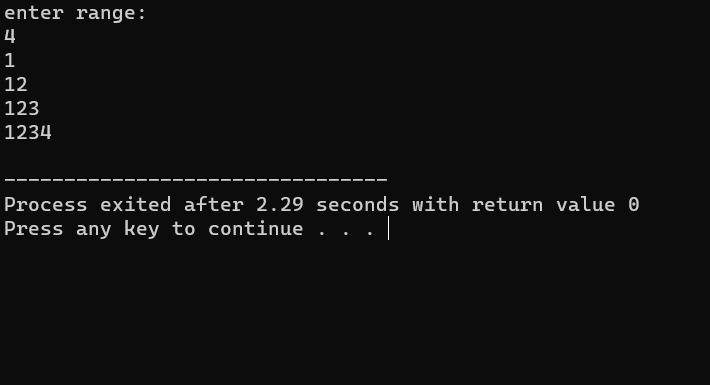 enter range:
4
1
12
123
1234
--------------------------------
Process exited after 2.29 seconds with return value 0
Press any key to continue . . .